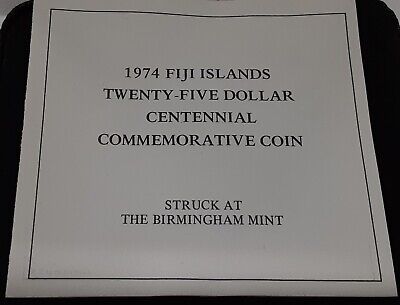 1974 FIJI ISLANDS
TWENTY-FIVE DOLLAR
CENTENNIAL
COMMEMORATIVE COIN
STRUCK AT
THE BIRMINGHAM MINT